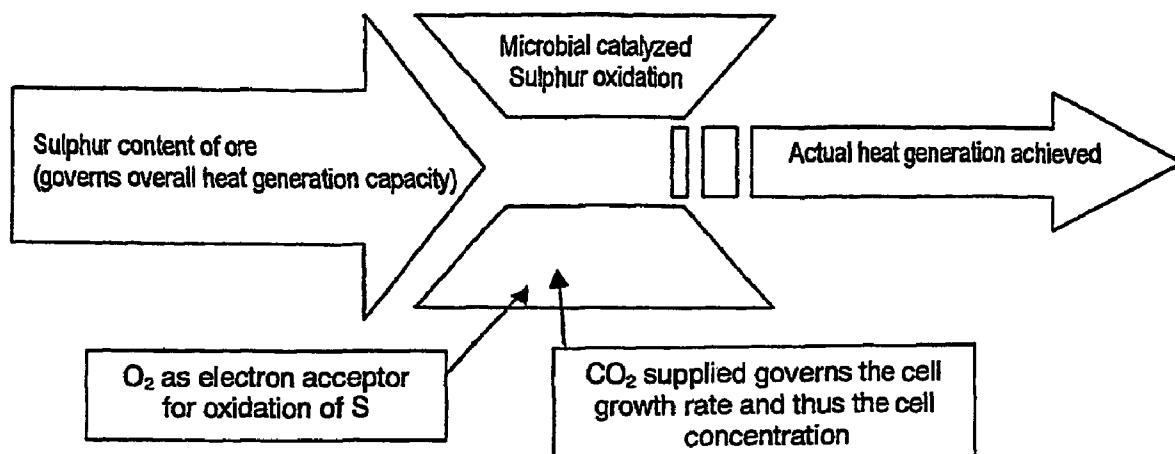 Microbial catalyzed
Sulphur oxidation
Sulphur content of ore
(governs overall heat generation capacity)
Actual heat generation achieved
O₂ as electron acceptor
for oxidation of S
CO₂ supplied governs the cell
growth rate and thus the cell
concentration